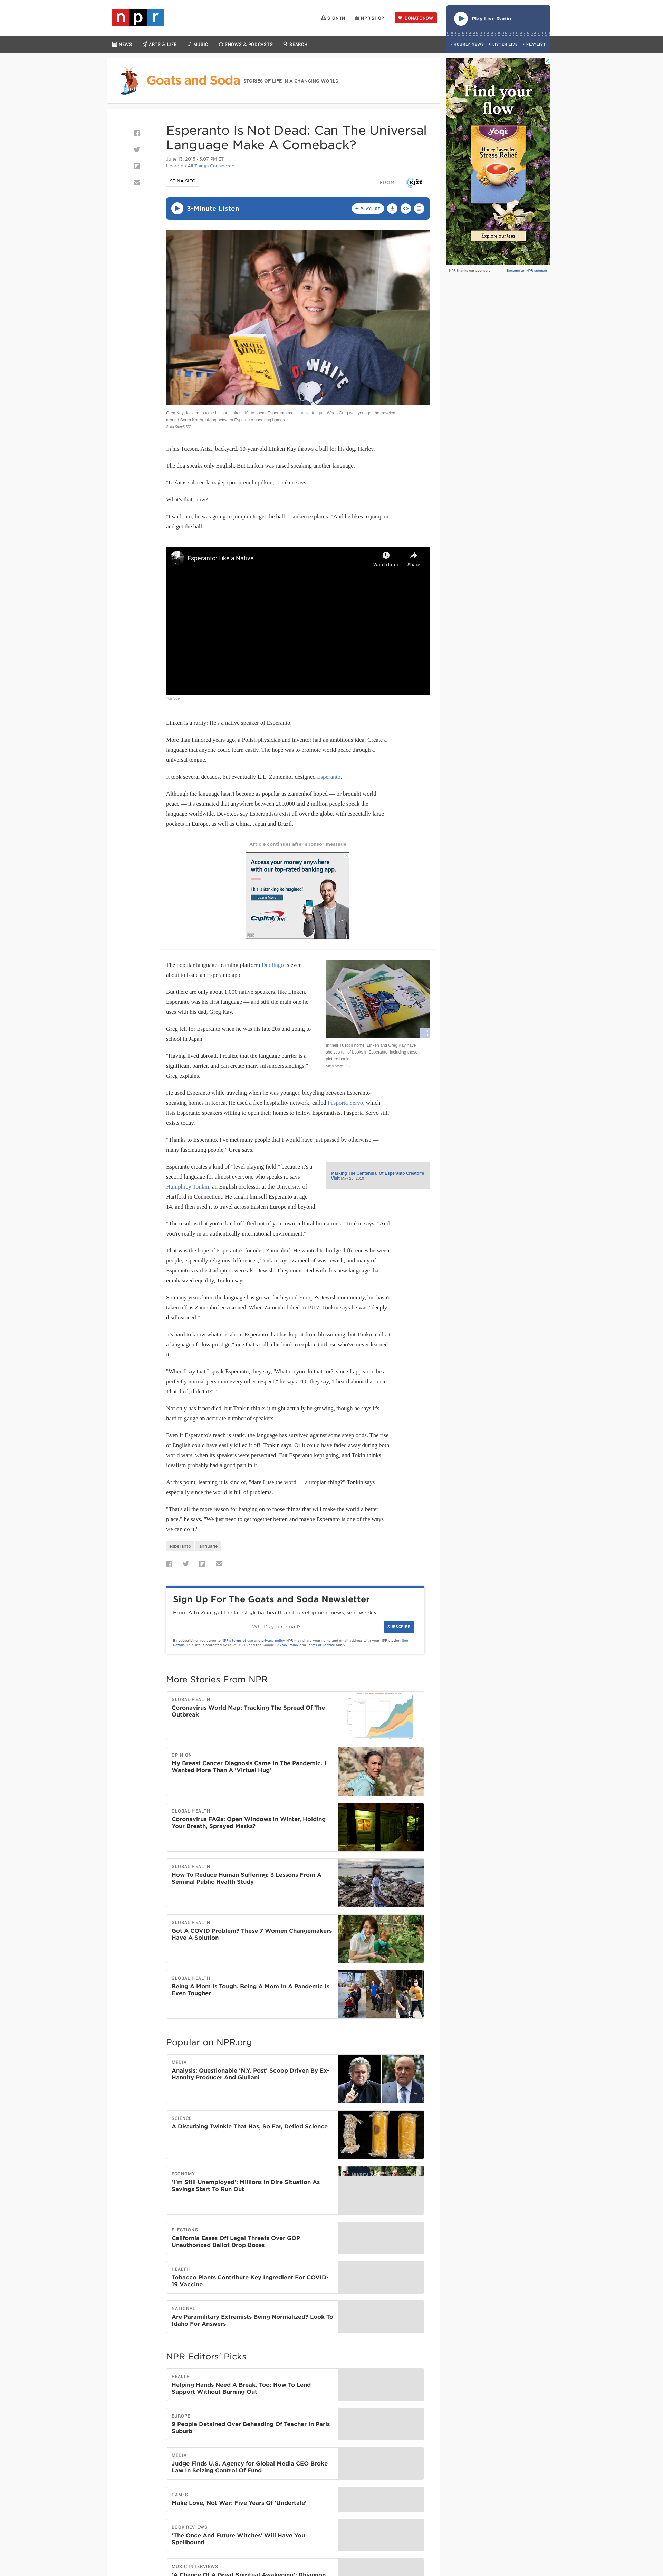 npr
SIGN IN
NPR SHOP
DONATE NOW
Play Live Radio
NEWS
ARTS & LIFE
MUSIC
SHOWS & PODCASTS
SEARCH
HOURLY NEWS
LISTEN LIVE
PLAYLIST
Goats and Soda
STORIES OF LIFE IN A CHANGING WORLD
Find your
flow
Yogi
Honey Lavender
Stress Relief
Explore our teas
NPR thanks our sponsors
Become an NPR sponsor
Esperanto Is Not Dead: Can The Universal
Language Make A Comeback?
June 13, 2015 · 5:07 PM ET
Heard on All Things Considered
STINA SIEG
FROM
KJZZ
3-Minute Listen
PLAYLIST
WHITE
Greg Kay decided to raise his son Linken, 10, to speak Esperanto as his native tongue. When Greg was younger, he traveled
around South Korea, biking between Esperanto-speaking homes.
Stina Sieg/KJZZ
In his Tucson, Ariz., backyard, 10-year-old Linken Kay throws a ball for his dog, Harley.
The dog speaks only English. But Linken was raised speaking another language.
"Li ŝatas salti en la naĝejo por preni la pilkon," Linken says.
What's that, now?
"I said, um, he was going to jump in to get the ball," Linken explains. "And he likes to jump in
and get the ball."
Esperanto: Like a Native
Watch later
Share
YouTube
Linken is a rarity: He's a native speaker of Esperanto.
More than hundred years ago, a Polish physician and inventor had an ambitious idea: Create a
language that anyone could learn easily. The hope was to promote world peace through a
universal tongue.
It took several decades, but eventually L.L. Zamenhof designed Esperanto.
Although the language hasn't become as popular as Zamenhof hoped — or brought world
peace — it's estimated that anywhere between 200,000 and 2 million people speak the
language worldwide. Devotees say Esperantists exist all over the globe, with especially large
pockets in Europe, as well as China, Japan and Brazil.
Article continues after sponsor message
Access your money anywhere
with our top-rated banking app.
This is Banking Reimagined.
Learn More
Capital One
The popular language-learning platform Duolingo is even
about to issue an Esperanto app.
But there are only about 1,000 native speakers, like Linken.
Esperanto was his first language — and still the main one he
uses with his dad, Greg Kay.
Greg fell for Esperanto when he was his late 20s and going to
school in Japan.
"Having lived abroad, I realize that the language barrier is a
significant barrier, and can create many misunderstandings,"
Greg explains.
In their Tuscon home, Linken and Greg Kay have
shelves full of books in Esperanto, including these
picture books.
Stina Sieg/KJZZ
He used Esperanto while traveling when he was younger, bicycling between Esperanto-
speaking homes in Korea. He used a free hospitality network, called Pasporta Servo, which
lists Esperanto speakers willing to open their homes to fellow Esperantists. Pasporta Servo still
exists today.
"Thanks to Esperanto, I've met many people that I would have just passed by otherwise —
many fascinating people," Greg says.
Esperanto creates a kind of "level playing field," because it's a
second language for almost everyone who speaks it, says
Humphrey Tonkin, an English professor at the University of
Hartford in Connecticut. He taught himself Esperanto at age
14, and then used it to travel across Eastern Europe and beyond.
Marking The Centennial Of Esperanto Creator's
Visit May 25, 2010
"The result is that you're kind of lifted out of your own cultural limitations," Tonkin says. "And
you're really in an authentically international environment."
That was the hope of Esperanto's founder, Zamenhof. He wanted to bridge differences between
people, especially religious differences, Tonkin says. Zamenhof was Jewish, and many of
Esperanto's earliest adopters were also Jewish. They connected with this new language that
emphasized equality, Tonkin says.
So many years later, the language has grown far beyond Europe's Jewish community, but hasn't
taken off as Zamenhof envisioned. When Zamenhof died in 1917, Tonkin says he was "deeply
disillusioned."
It's hard to know what it is about Esperanto that has kept it from blossoming, but Tonkin calls it
a language of "low prestige," one that's still a bit hard to explain to those who've never learned
it.
"When I say that I speak Esperanto, they say, 'What do you do that for?' since I appear to be a
perfectly normal person in every other respect," he says. "Or they say, 'I heard about that once.
That died, didn't it?' "
Not only has it not died, but Tonkin thinks it might actually be growing, though he says it's
hard to gauge an accurate number of speakers.
Even if Esperanto's reach is static, the language has survived against some steep odds. The rise
of English could have easily killed it off, Tonkin says. Or it could have faded away during both
world wars, when its speakers were persecuted. But Esperanto kept going, and Tokin thinks
idealism probably had a good part in it.
At this point, learning it is kind of, "dare I use the word — a utopian thing?" Tonkin says —
especially since the world is full of problems.
"That's all the more reason for hanging on to those things that will make the world a better
place," he says. "We just need to get together better, and maybe Esperanto is one of the ways
we can do it."
esperanto
language
Sign Up For The Goats and Soda Newsletter
From A to Zika, get the latest global health and development news, sent weekly.
What's your email?
SUBSCRIBE
By subscribing, you agree to NPR's terms of use and privacy policy. NPR may share your name and email address with your NPR station. See
Details. This site is protected by reCAPTCHA and the Google Privacy Policy and Terms of Service apply.
More Stories From NPR
GLOBAL HEALTH
Coronavirus World Map: Tracking The Spread Of The
Outbreak
OPINION
My Breast Cancer Diagnosis Came In The Pandemic. I
Wanted More Than A 'Virtual Hug'
GLOBAL HEALTH
Coronavirus FAQs: Open Windows In Winter, Holding
Your Breath, Sprayed Masks?
GLOBAL HEALTH
How To Reduce Human Suffering: 3 Lessons From A
Seminal Public Health Study
GLOBAL HEALTH
Got A COVID Problem? These 7 Women Changemakers
Have A Solution
GLOBAL HEALTH
Being A Mom Is Tough. Being A Mom In A Pandemic Is
Even Tougher
Popular on NPR.org
MEDIA
Analysis: Questionable 'N.Y. Post' Scoop Driven By Ex-
Hannity Producer And Giuliani
SCIENCE
A Disturbing Twinkie That Has, So Far, Defied Science
ECONOMY
'I'm Still Unemployed': Millions In Dire Situation As
Savings Start To Run Out
ELECTIONS
California Eases Off Legal Threats Over GOP
Unauthorized Ballot Drop Boxes
HEALTH
Tobacco Plants Contribute Key Ingredient For COVID-
19 Vaccine
NATIONAL
Are Paramilitary Extremists Being Normalized? Look To
Idaho For Answers
NPR Editors' Picks
HEALTH
Helping Hands Need A Break, Too: How To Lend
Support Without Burning Out
EUROPE
9 People Detained Over Beheading Of Teacher In Paris
Suburb
MEDIA
Judge Finds U.S. Agency for Global Media CEO Broke
Law In Seizing Control Of Fund
GAMES
Make Love, Not War: Five Years Of 'Undertale'
BOOK REVIEWS
'The Once And Future Witches' Will Have You
Spellbound
MUSIC INTERVIEWS
'A Chance Of A Great Spiritual Awakening': Rhiannon